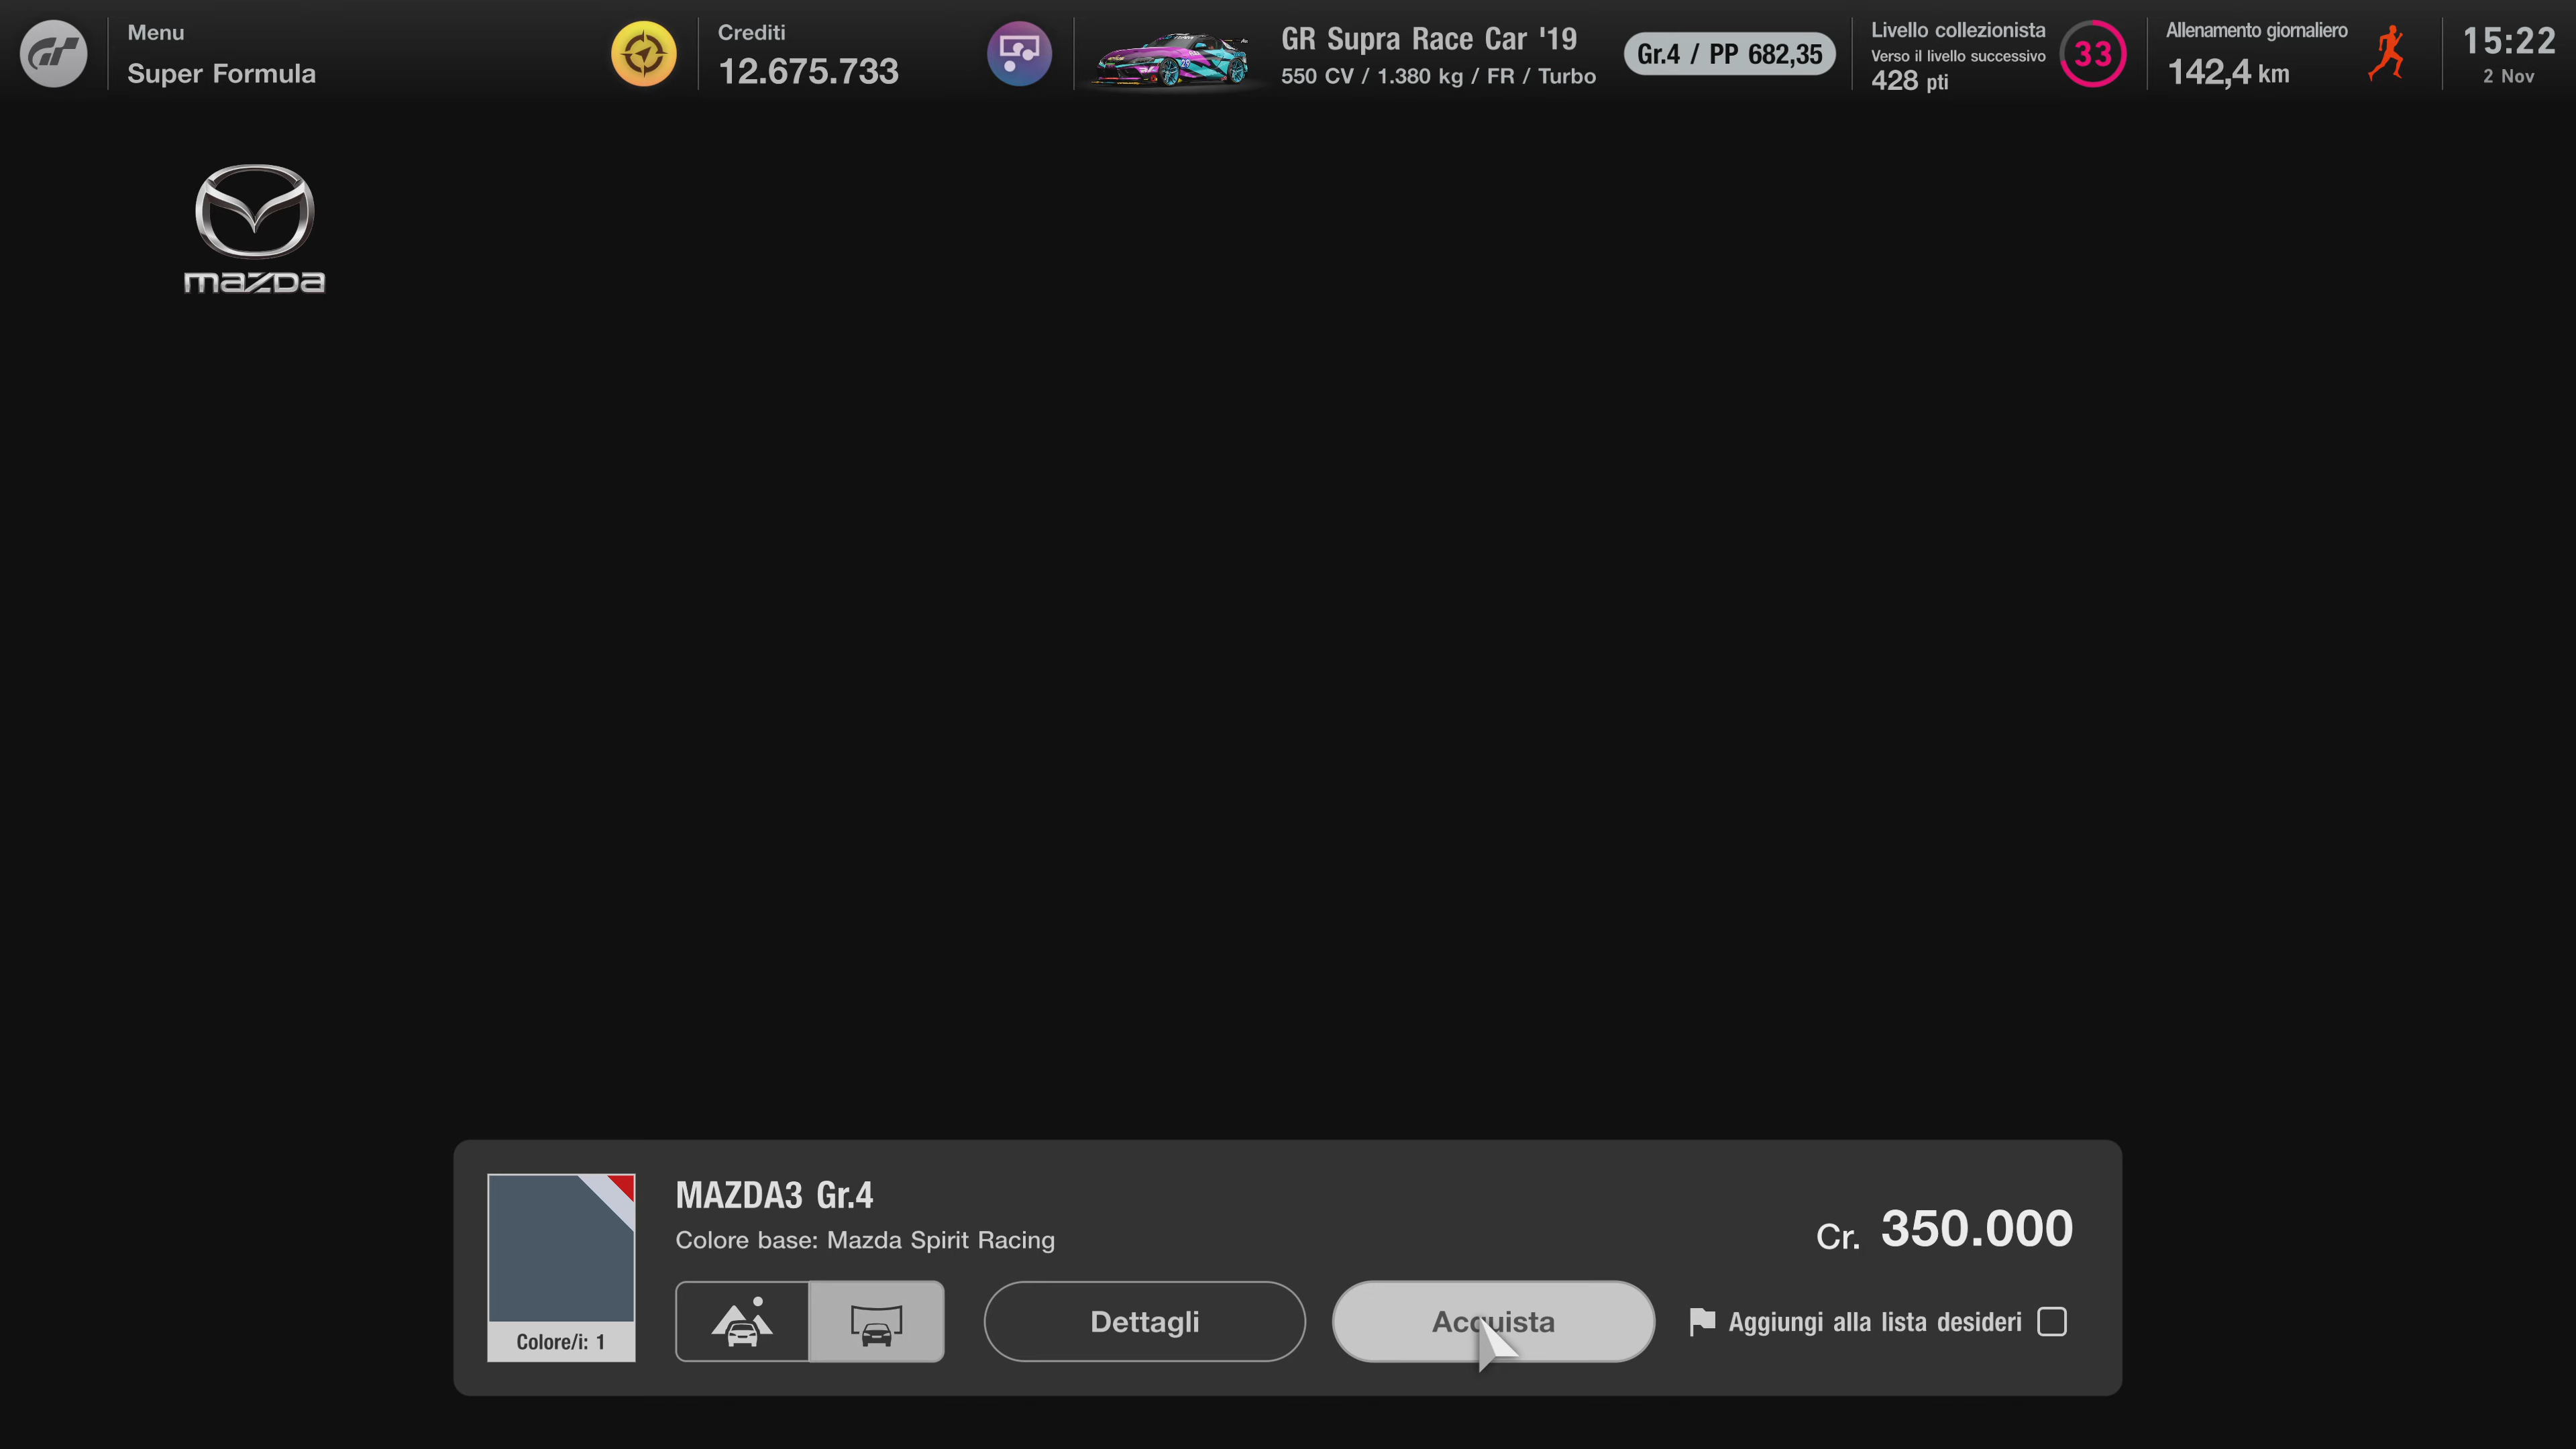 Menu
Super Formula
Crediti
12.675.733
GR Supra Race Car '19
550 CV / 1.380 kg / FR / Turbo
Gr.4 / PP 682,35
Livello collezionista
Verso il livello successivo
428 pti
33
Allenamento giornaliero
142,4 km
15:22
2 Nov
mazda
MAZDA3 Gr.4
Colore base: Mazda Spirit Racing
Cr. 350.000
Colore/i: 1
Dettagli
Acquista
Aggiungi alla lista desideri